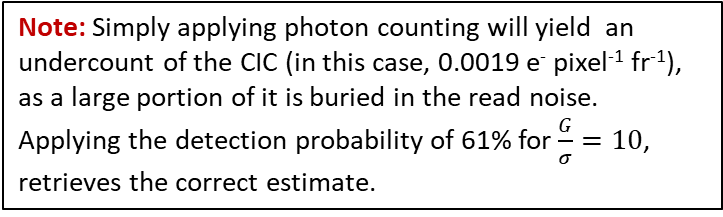 Note: Simply applying photon counting will yield an
undercount of the CIC (in this case, 0.0019 e⁻ pixel⁻¹ fr⁻¹),
as a large portion of it is buried in the read noise.
Applying the detection probability of 61% for G/σ = 10,
retrieves the correct estimate.